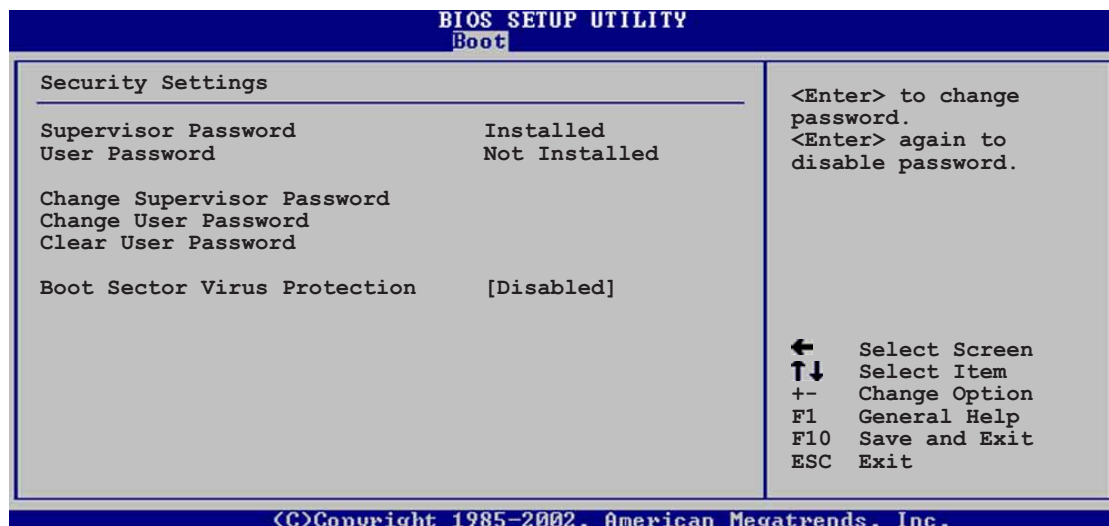 BIOS SETUP UTILITY
Boot
Security Settings
Supervisor Password Installed
User Password Not Installed
Change Supervisor Password
Change User Password
Clear User Password
Boot Sector Virus Protection [Disabled]
<Enter> to change
password.
<Enter> again to
disable password.
← Select Screen
↑↓ Select Item
+- Change Option
F1 General Help
F10 Save and Exit
ESC Exit
(C)Copyright 1985-2002, American Megatrends, Inc.